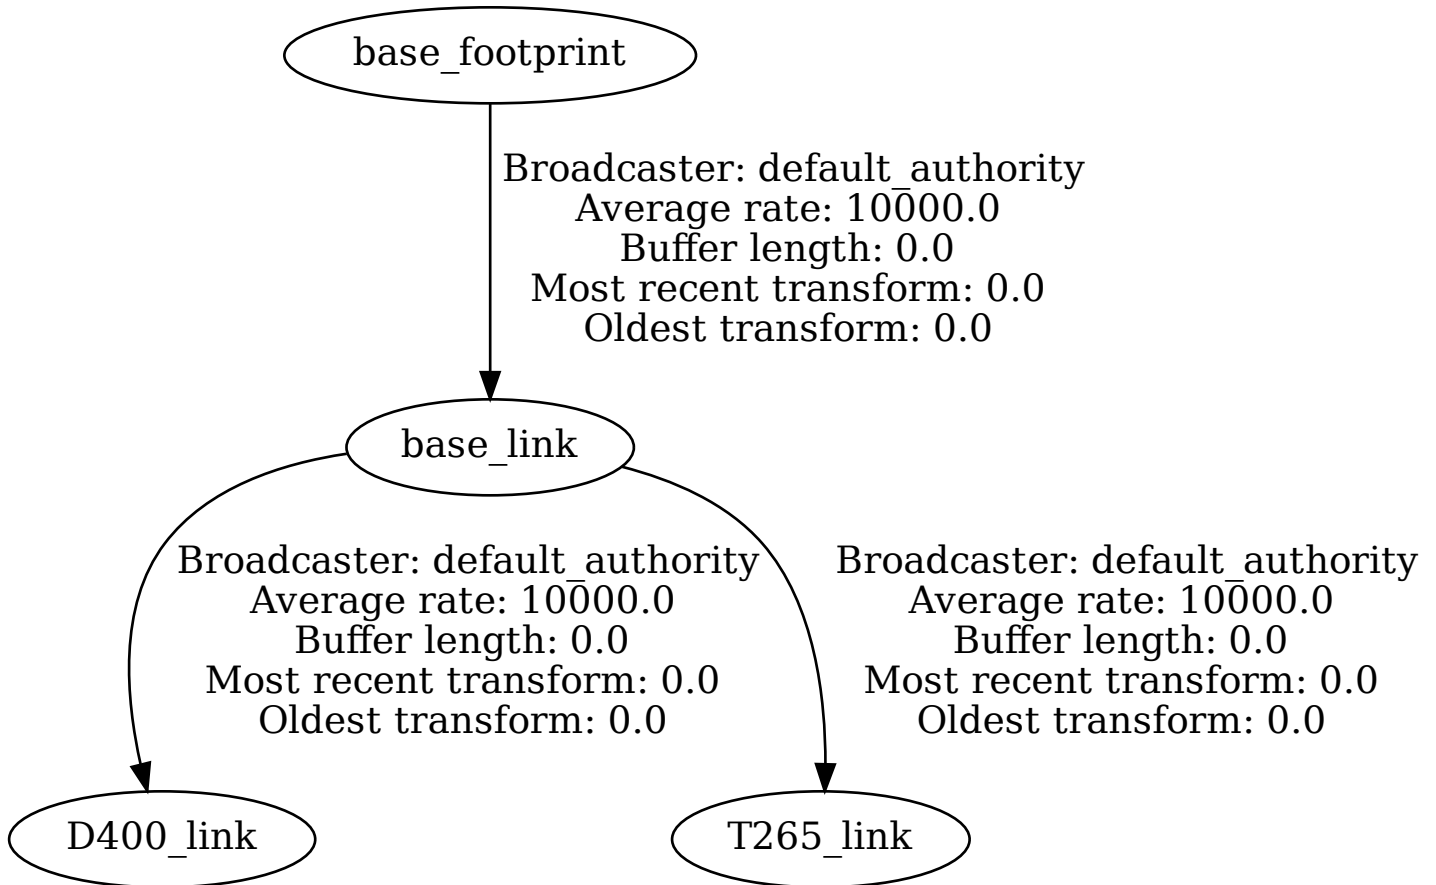 base_footprint
Broadcaster: default_authority
Average rate: 10000.0
Buffer length: 0.0
Most recent transform: 0.0
Oldest transform: 0.0
base_link
Broadcaster: default_authority
Average rate: 10000.0
Buffer length: 0.0
Most recent transform: 0.0
Oldest transform: 0.0
Broadcaster: default_authority
Average rate: 10000.0
Buffer length: 0.0
Most recent transform: 0.0
Oldest transform: 0.0
D400_link
T265_link